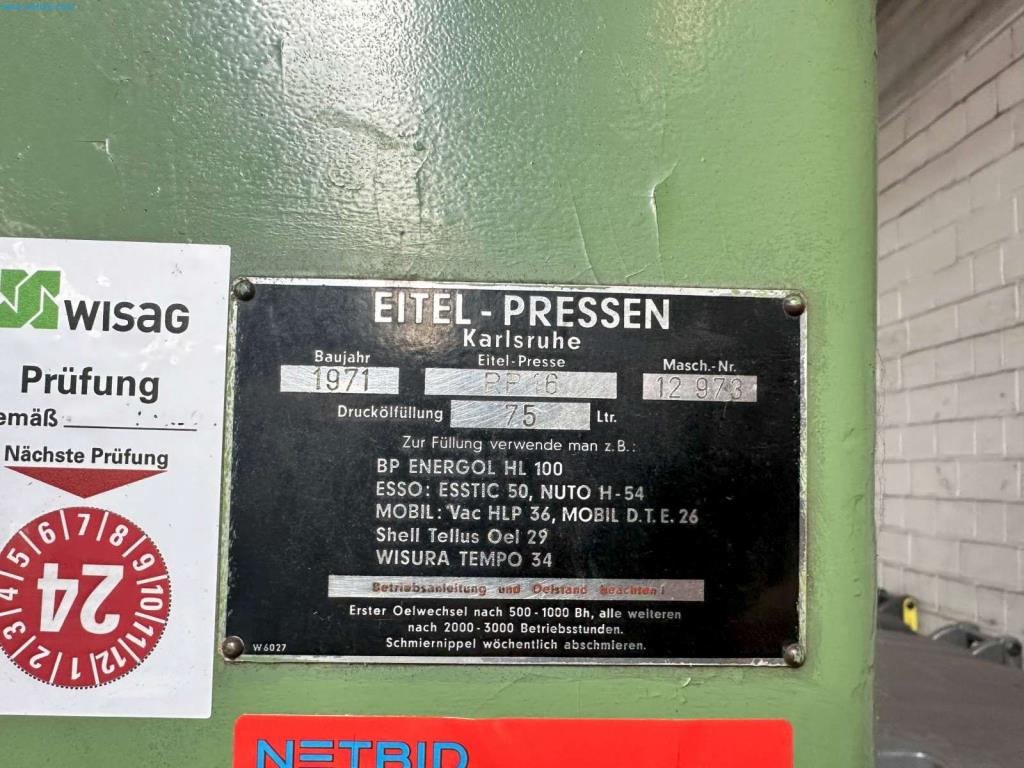 WISAG
Prüfung
emäß
Nächste Prüfung
1 2 3 4 5 6 7 8 9 10 11 12
24
EITEL - PRESSEN
Karlsruhe
Baujahr Eitel-Presse Masch.-Nr.
1971 RP 16 12 973
Druckölfüllung 75 Ltr.
Zur Füllung verwende man z.B.:
BP ENERGOL HL 100
ESSO: ESSTIC 50, NUTO H-54
MOBIL: Vac HLP 36, MOBIL D.T.E. 26
Shell Tellus Oel 29
WISURA TEMPO 34
Betriebsanleitung und Oelstand beachten!
Erster Oelwechsel nach 500 - 1000 Bh, alle weiteren
nach 2000 - 3000 Betriebsstunden.
Schmiernippel wöchentlich abschmieren.
W 6027
NETBID